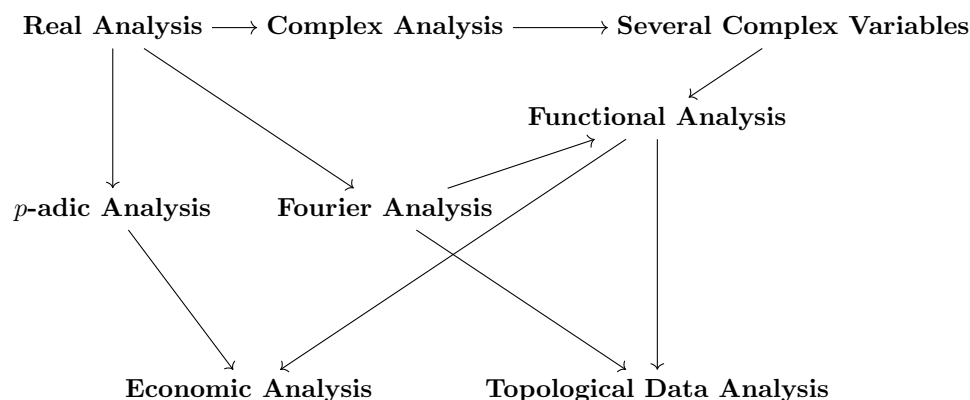 Real Analysis Complex Analysis Several Complex Variables
Functional Analysis
p-adic Analysis Fourier Analysis
Economic Analysis Topological Data Analysis